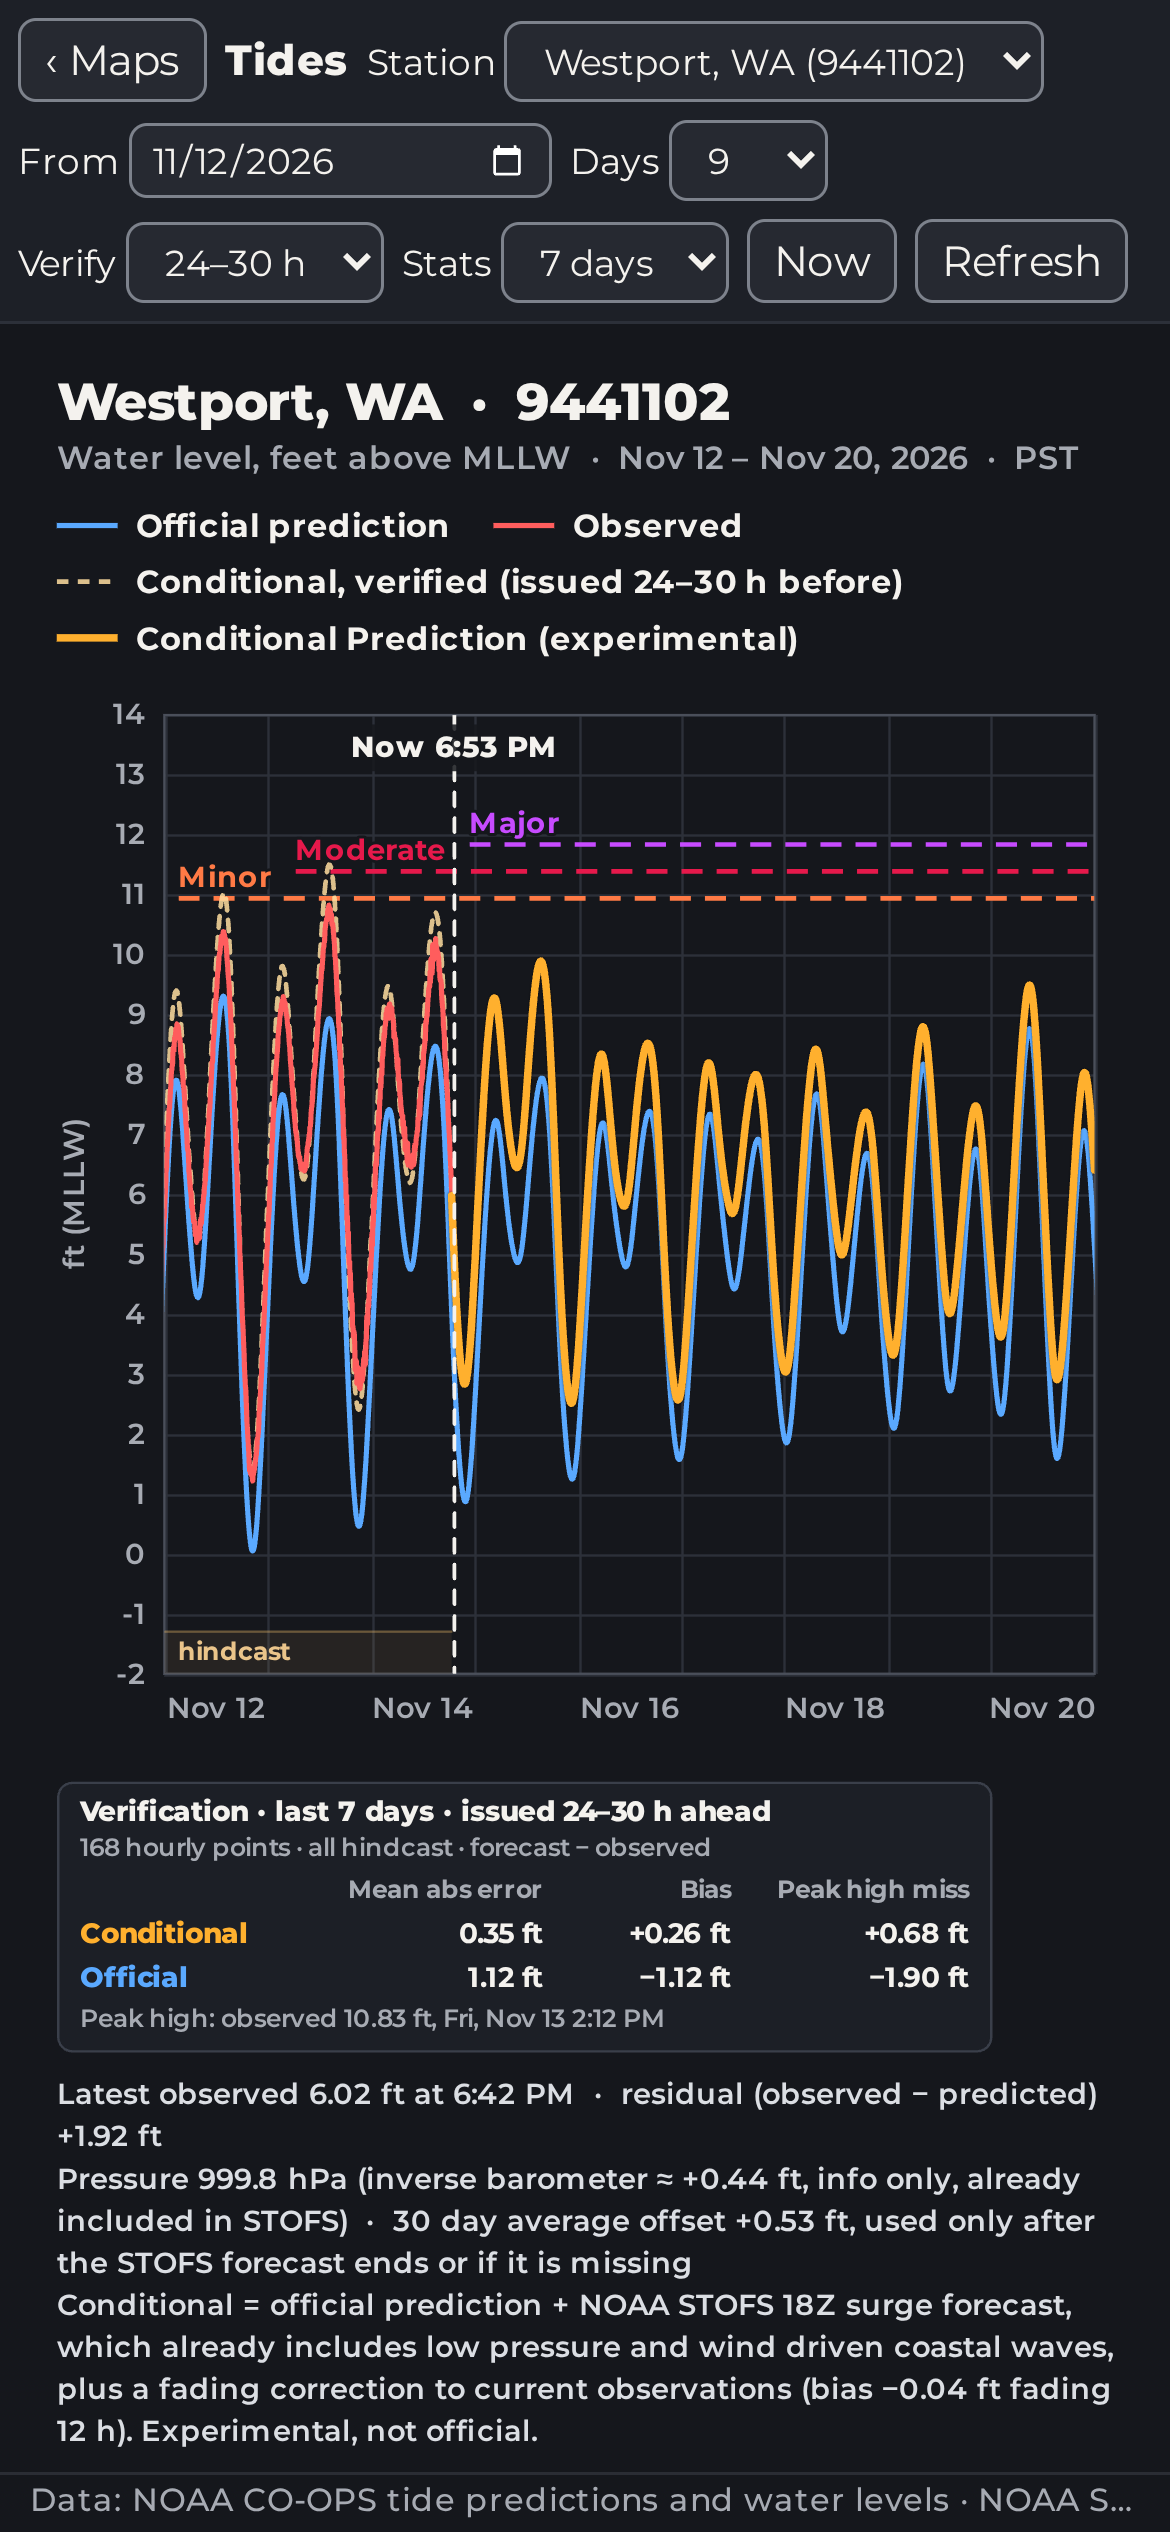 ‹ Maps Tides Station Westport, WA (9441102)
From 11/12/2026 Days 9
Verify 24–30 h Stats 7 days Now Refresh
Westport, WA · 9441102
Water level, feet above MLLW · Nov 12 – Nov 20, 2026 · PST
Official prediction Observed
Conditional, verified (issued 24–30 h before)
Conditional Prediction (experimental)
14
Now 6:53 PM
13
Major
12
Moderate
Minor
11
10
9
8
7
6
5
4
3
2
1
0
-1
-2
ft (MLLW)
hindcast
Nov 12 Nov 14 Nov 16 Nov 18 Nov 20
Verification · last 7 days · issued 24–30 h ahead
168 hourly points · all hindcast · forecast − observed
Mean abs error Bias Peak high miss
Conditional 0.35 ft +0.26 ft +0.68 ft
Official 1.12 ft −1.12 ft −1.90 ft
Peak high: observed 10.83 ft, Fri, Nov 13 2:12 PM
Latest observed 6.02 ft at 6:42 PM · residual (observed − predicted)
+1.92 ft
Pressure 999.8 hPa (inverse barometer ≈ +0.44 ft, info only, already
included in STOFS) · 30 day average offset +0.53 ft, used only after
the STOFS forecast ends or if it is missing
Conditional = official prediction + NOAA STOFS 18Z surge forecast,
which already includes low pressure and wind driven coastal waves,
plus a fading correction to current observations (bias −0.04 ft fading
12 h). Experimental, not official.
Data: NOAA CO-OPS tide predictions and water levels · NOAA S...